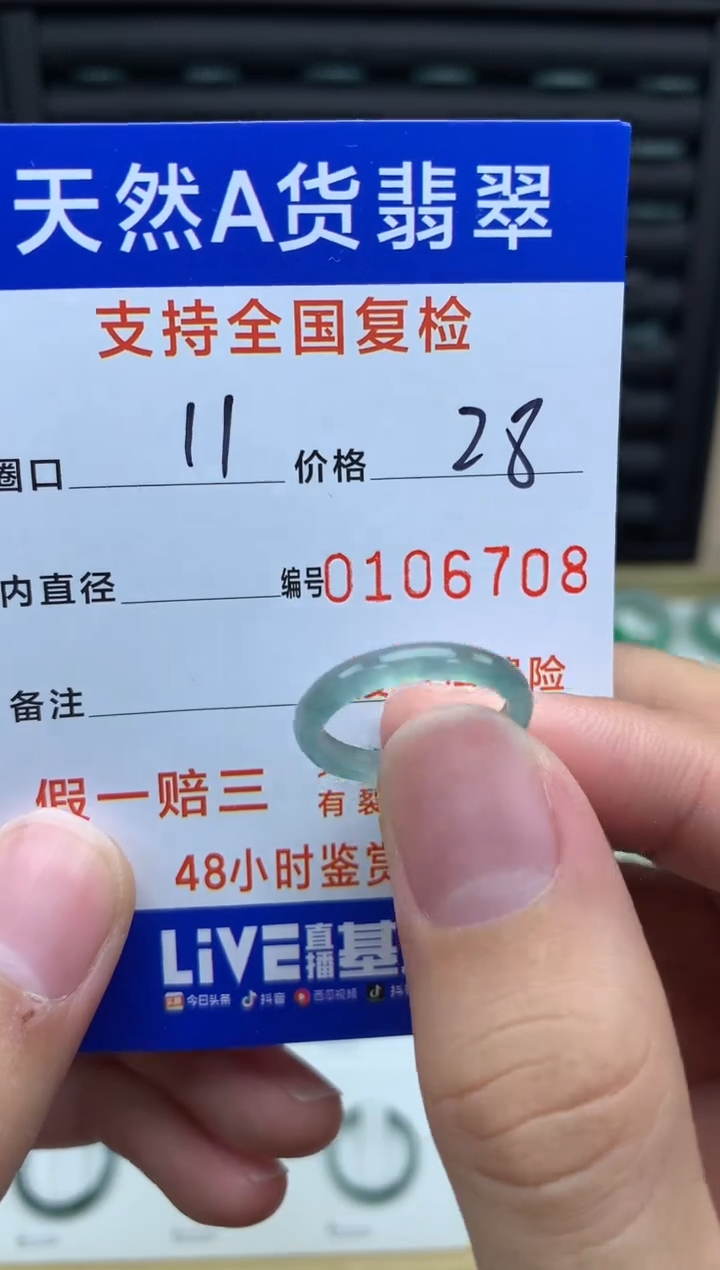 天然A货翡翠
支持全国复检
圈口 11 价格 28
内直径 编号0106708
备注 险
假一赔三 有裂
48小时鉴赏
LiVE直播基
今日头条 抖音 西瓜视频 抖